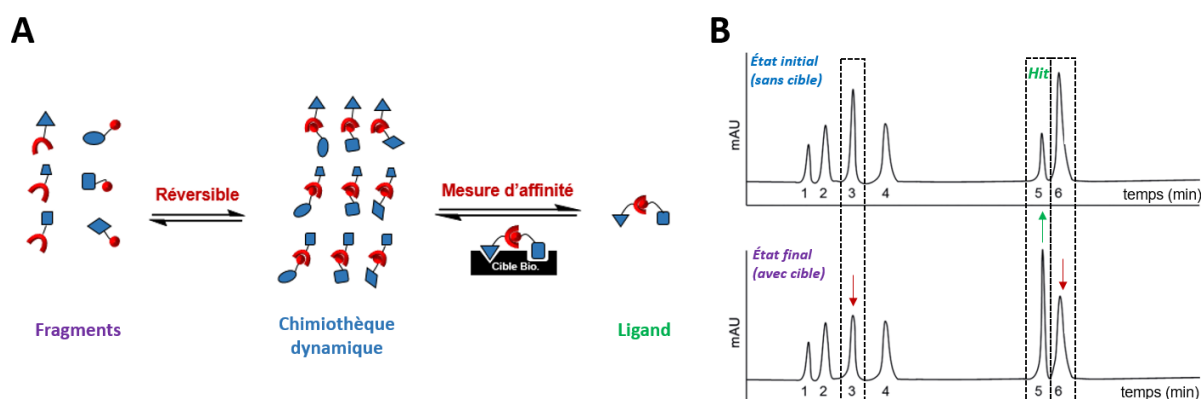 A
Réversible
Mesure d'affinité
Cible Bio.
Fragments
Chimiothèque
dynamique
Ligand
B
État initial
(sans cible)
Hit
mAU
1 2 3 4 5 6 temps (min)
État final
(avec cible)
mAU
1 2 3 4 5 6 temps (min)